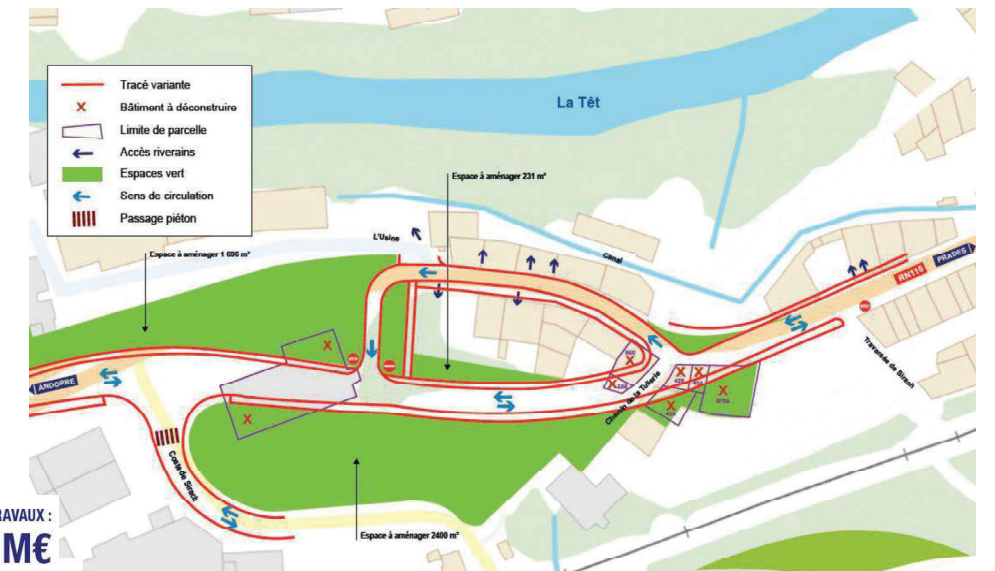 Tracé variante
Bâtiment à déconstruire
Limite de parcelle
Accès riverains
Espaces vert
Sens de circulation
Passage piéton
La Têt
Espace à aménager 231 m²
L'Usine
Canal
Espace à aménager 1 696 m²
RN116
PRADES
Traversée de Sirach
ANDORRE
Chemin de la Tuilerie
Costa de Sirach
Espace à aménager 2400 m²
RAVAUX :
M€